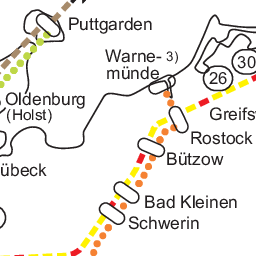 Puttgarden
Warne- 3)
münde
26
30
Oldenburg
(Holst)
Greifs
Rostock
übeck
Bützow
Bad Kleinen
Schwerin